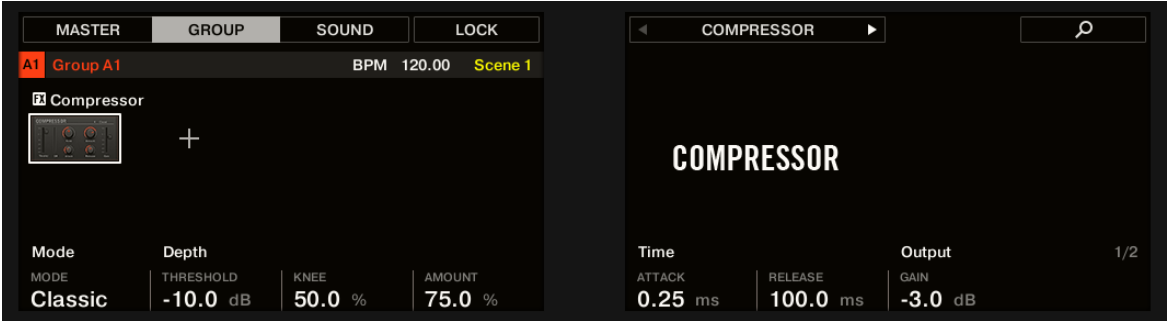 MASTER GROUP SOUND LOCK
A1 Group A1 BPM 120.00 Scene 1
FX Compressor
COMPRESSOR
Mode Depth
MODE THRESHOLD KNEE AMOUNT
Classic -10.0 dB 50.0 % 75.0 %
COMPRESSOR
COMPRESSOR
Time Output 1/2
ATTACK RELEASE GAIN
0.25 ms 100.0 ms -3.0 dB